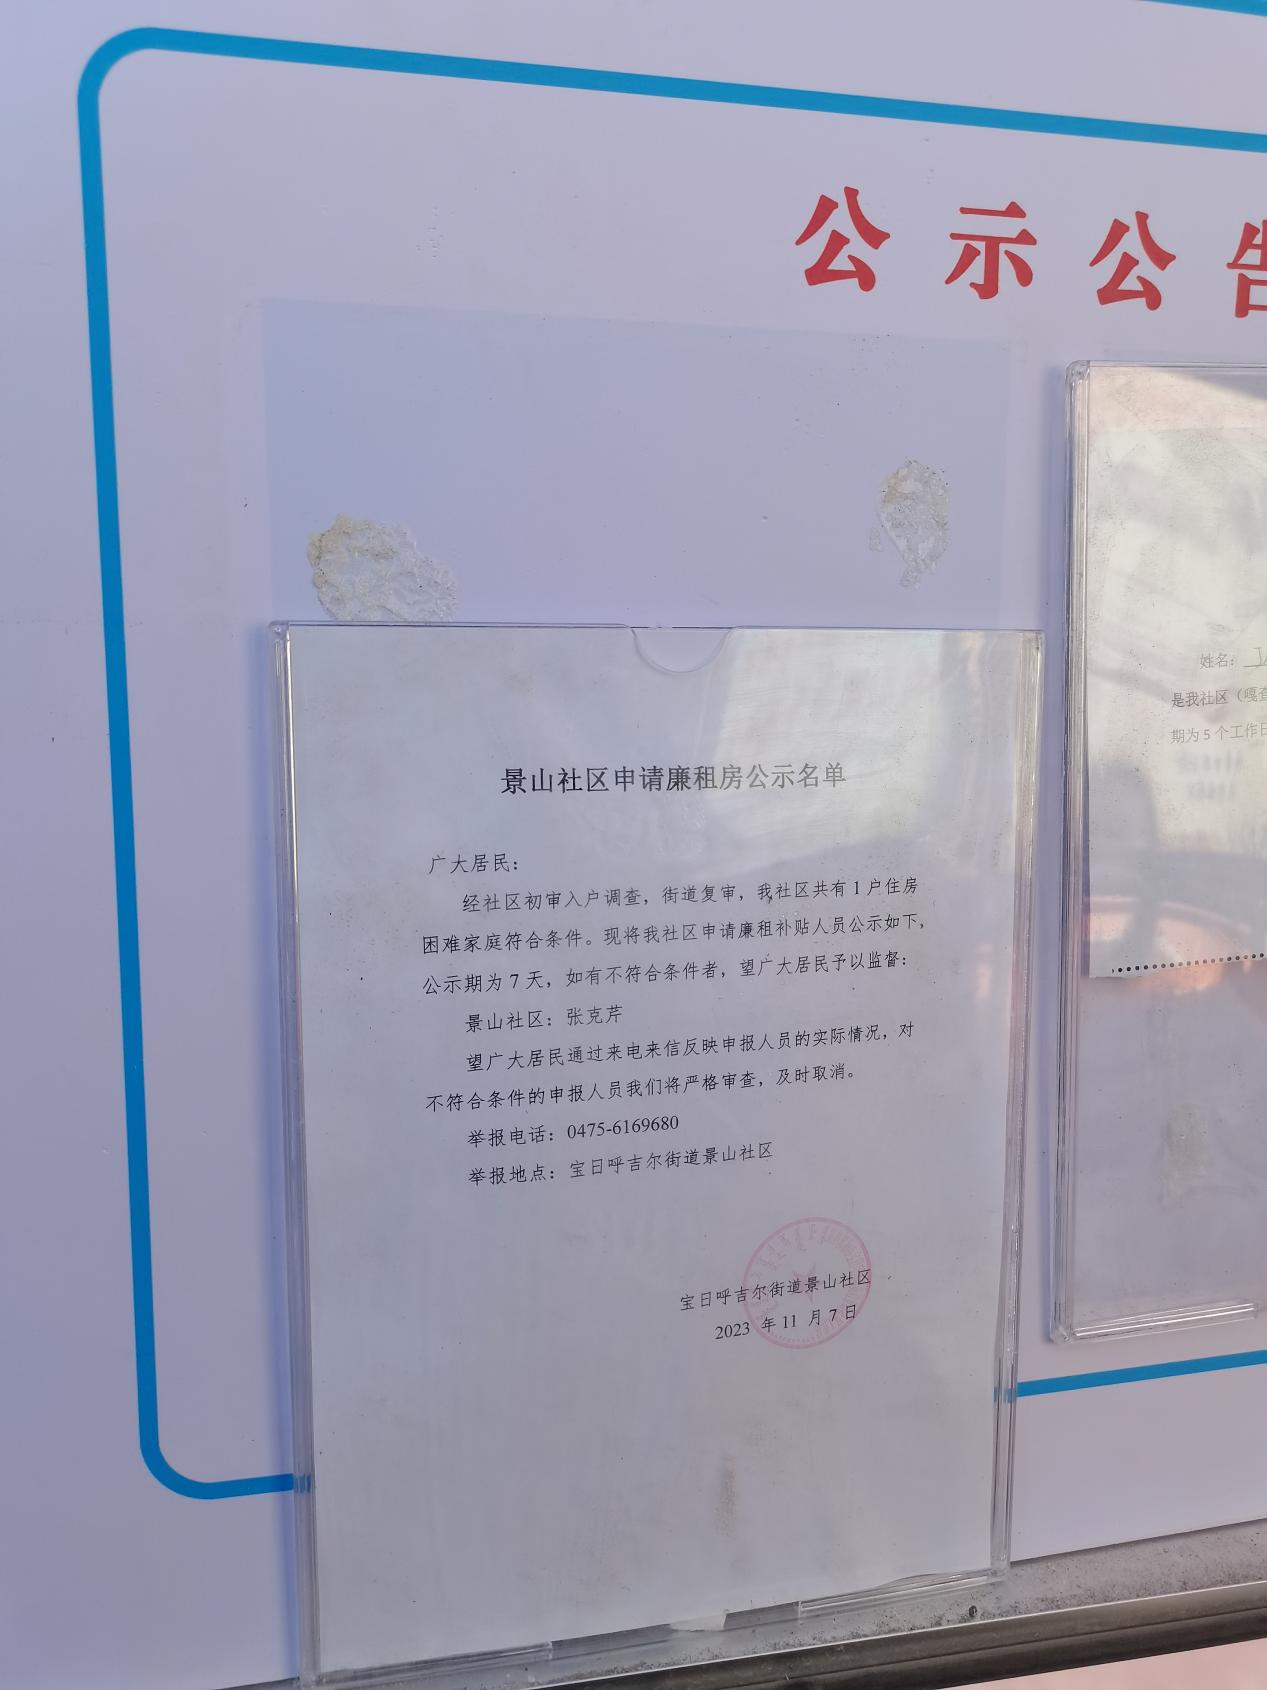 公示公告
景山社区申请廉租房公示名单
广大居民：
经社区初审入户调查，街道复审，我社区共有1户住房
困难家庭符合条件。现将我社区申请廉租补贴人员公示如下，
公示期为7天，如有不符合条件者，望广大居民予以监督：
景山社区：张克芹
望广大居民通过来电来信反映申报人员的实际情况，对
不符合条件的申报人员我们将严格审查，及时取消。
举报电话：0475-6169680
举报地点：宝日呼吉尔街道景山社区
宝日呼吉尔街道景山社区
2023 年11 月7日
姓名：
是我社区（嘎查
期为5个工作日